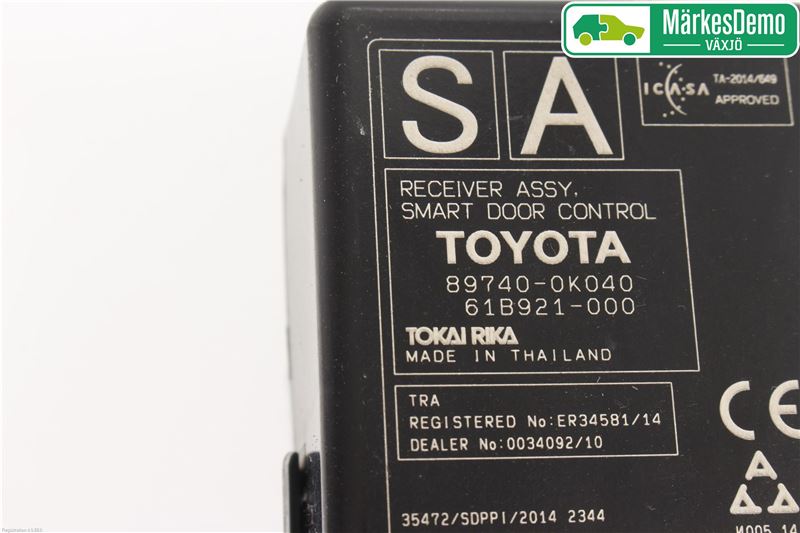 MärkesDemo
VÄXJÖ
S A
ICASA
TA-2014/649
APPROVED
RECEIVER ASSY,
SMART DOOR CONTROL
TOYOTA
89740-0K040
61B921-000
TOKAI RIKA
MADE IN THAILAND
TRA
REGISTERED No:ER34581/14
DEALER No:0034092/10
CE
A
35472/SDPPI/2014 2344